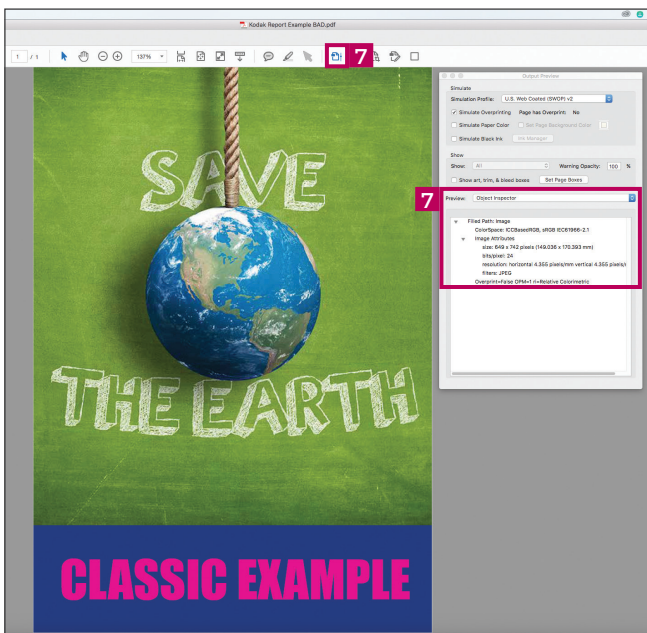 Kodak Report Example BAD.pdf
1 / 1
137%
7
Output Preview
Simulate
Simulation Profile: U.S. Web Coated (SWOP) v2
Simulate Overprinting Page has Overprint: No
Simulate Paper Color Set Page Background Color
Simulate Black Ink Ink Manager
Show
Show: All Warning Opacity: 100 %
Show art, trim, & bleed boxes Set Page Boxes
7
Preview: Object Inspector
Filled Path: Image
ColorSpace: ICCBasedRGB, sRGB IEC61966-2.1
Image Attributes
size: 649 x 742 pixels (149.036 x 170.393 mm)
bits/pixel: 24
resolution: horizontal 4.355 pixels/mm vertical 4.355 pixels/
filters: JPEG
Overprint=False OPM=1 ri=Relative Colorimetric
SAVE
THE EARTH
CLASSIC EXAMPLE